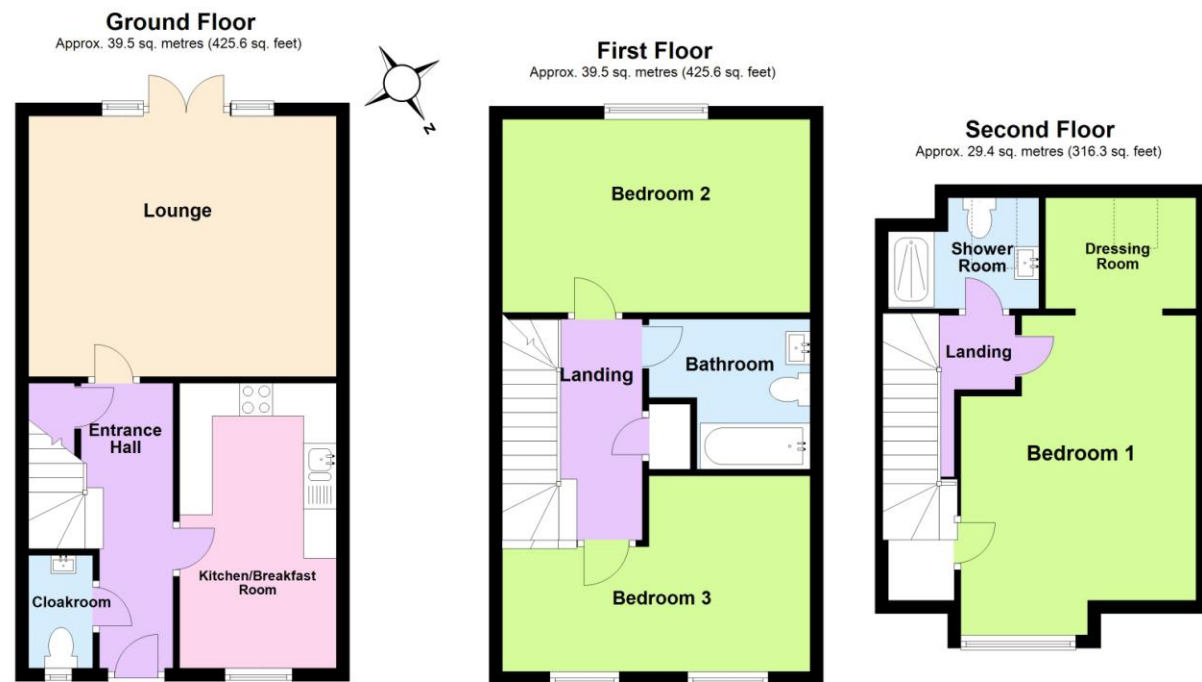 Ground Floor
Approx. 39.5 sq. metres (425.6 sq. feet)
Lounge
Entrance
Hall
Kitchen/Breakfast
Room
Cloakroom
N
First Floor
Approx. 39.5 sq. metres (425.6 sq. feet)
Bedroom 2
Landing
Bathroom
Bedroom 3
Second Floor
Approx. 29.4 sq. metres (316.3 sq. feet)
Shower
Room
Dressing
Room
Landing
Bedroom 1